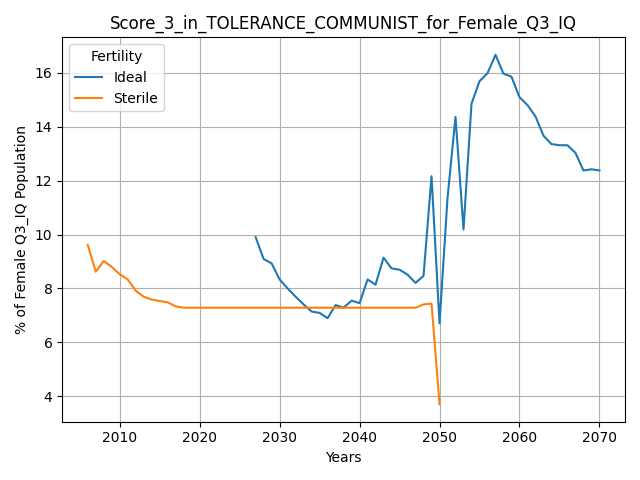 Score_3_in_TOLERANCE_COMMUNIST_for_Female_Q3_IQ
Fertility
Ideal
Sterile
% of Female Q3_IQ Population
16
14
12
10
8
6
4
2010 2020 2030 2040 2050 2060 2070
Years